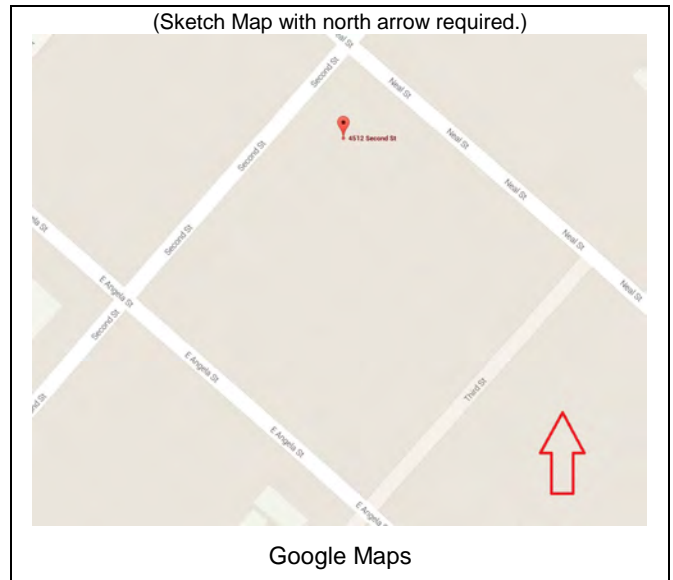 (Sketch Map with north arrow required.)
Neal St
Second St
Neal St
4512 Second St
Neal St
Second St
Neal St
Second St
Neal St
E Angela St
Neal St
Second St
E Angela St
Third St
E Angela St
E Angela
Google Maps